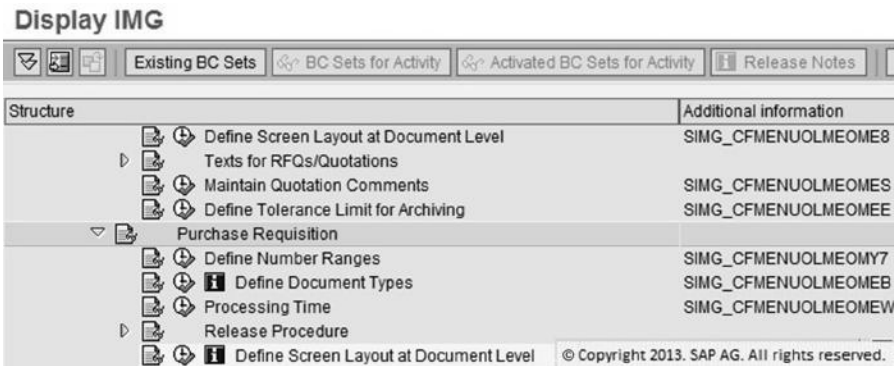 Display IMG
Existing BC Sets BC Sets for Activity Activated BC Sets for Activity Release Notes
Structure Additional information
Define Screen Layout at Document Level SIMG_CFMENUOLMEOME8
Texts for RFQs/Quotations
Maintain Quotation Comments SIMG_CFMENUOLMEOMES
Define Tolerance Limit for Archiving SIMG_CFMENUOLMEOMEE
Purchase Requisition
Define Number Ranges SIMG_CFMENUOLMEOMY7
Define Document Types SIMG_CFMENUOLMEOMEB
Processing Time SIMG_CFMENUOLMEOMEW
Release Procedure
Define Screen Layout at Document Level © Copyright 2013. SAP AG. All rights reserved.